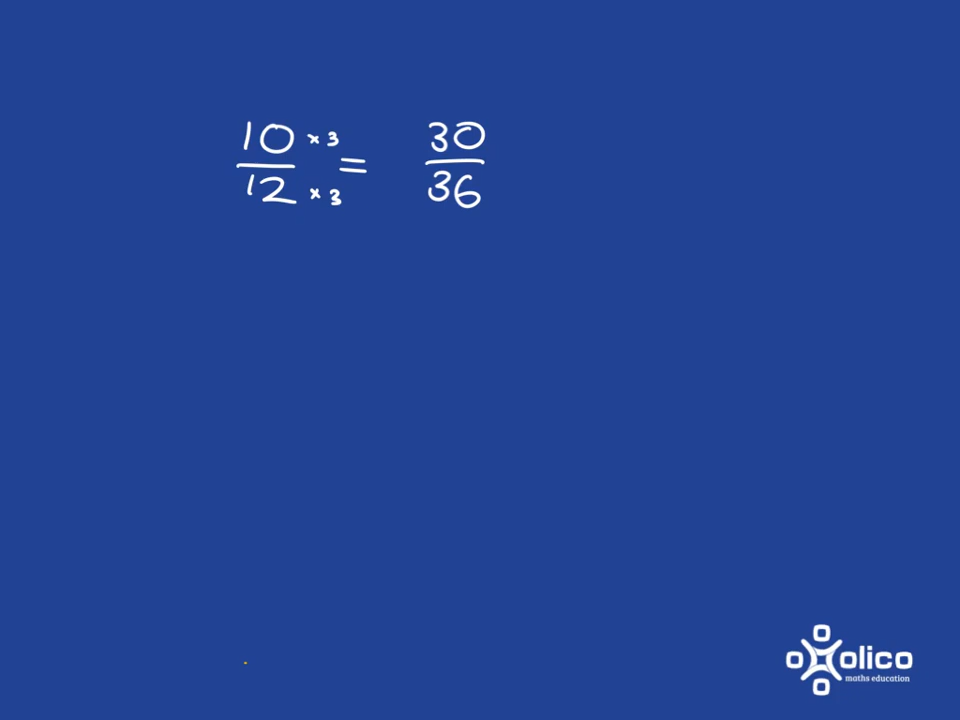 10 × 3 = 30
12 × 3 36
olico
maths education